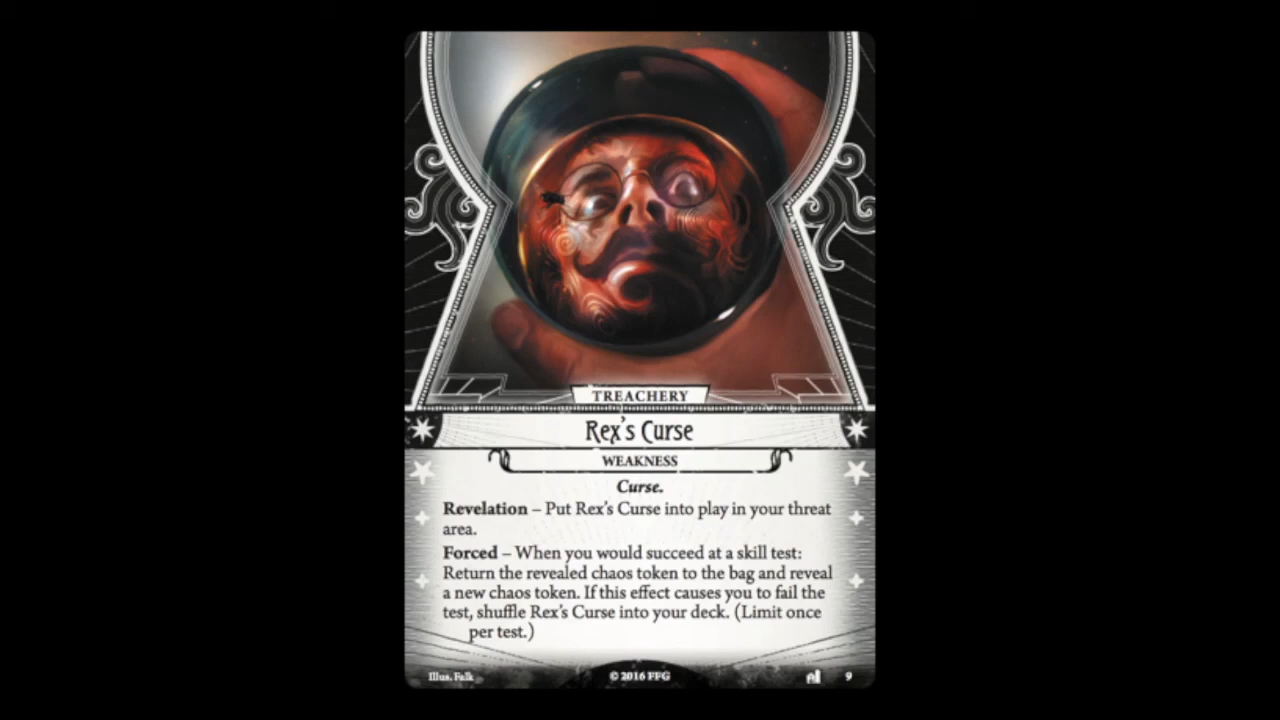 TREACHERY
Rex's Curse
WEAKNESS
Curse.
Revelation – Put Rex's Curse into play in your threat
area.
Forced – When you would succeed at a skill test:
Return the revealed chaos token to the bag and reveal
a new chaos token. If this effect causes you to fail the
test, shuffle Rex's Curse into your deck. (Limit once
per test.)
Illus. Falk
© 2016 FFG
9